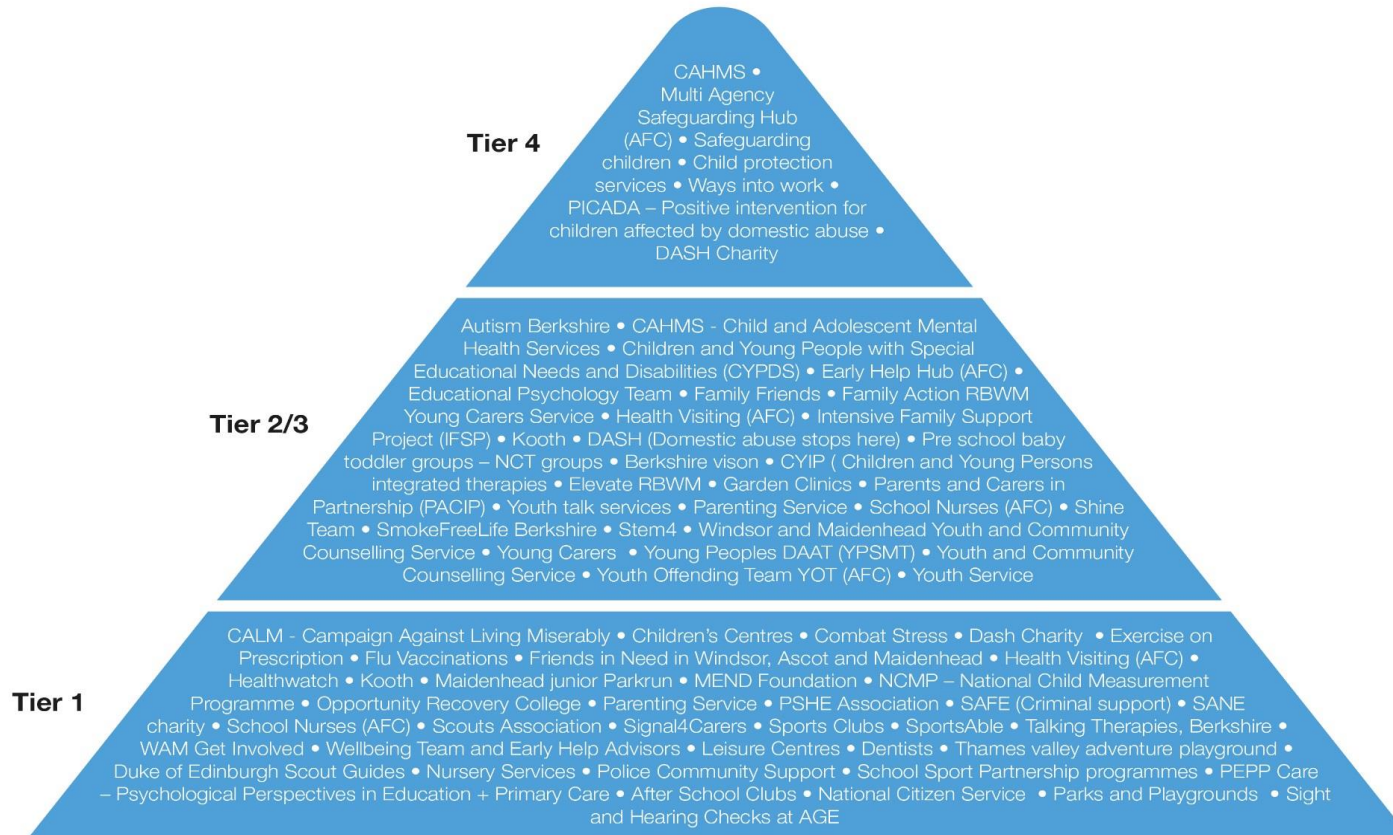 Tier 4
CAHMS •
Multi Agency
Safeguarding Hub
(AFC) • Safeguarding
children • Child protection
services • Ways into work •
PICADA – Positive intervention for
children affected by domestic abuse •
DASH Charity
Tier 2/3
Autism Berkshire • CAHMS - Child and Adolescent Mental
Health Services • Children and Young People with Special
Educational Needs and Disabilities (CYPDS) • Early Help Hub (AFC) •
Educational Psychology Team • Family Friends • Family Action RBWM
Young Carers Service • Health Visiting (AFC) • Intensive Family Support
Project (IFSP) • Kooth • DASH (Domestic abuse stops here) • Pre school baby
toddler groups – NCT groups • Berkshire vison • CYIP ( Children and Young Persons
integrated therapies • Elevate RBWM • Garden Clinics • Parents and Carers in
Partnership (PACIP) • Youth talk services • Parenting Service • School Nurses (AFC) • Shine
Team • SmokeFreeLife Berkshire • Stem4 • Windsor and Maidenhead Youth and Community
Counselling Service • Young Carers • Young Peoples DAAT (YPSMT) • Youth and Community
Counselling Service • Youth Offending Team YOT (AFC) • Youth Service
Tier 1
CALM - Campaign Against Living Miserably • Children’s Centres • Combat Stress • Dash Charity • Exercise on
Prescription • Flu Vaccinations • Friends in Need in Windsor, Ascot and Maidenhead • Health Visiting (AFC) •
Healthwatch • Kooth • Maidenhead junior Parkrun • MEND Foundation • NCMP – National Child Measurement
Programme • Opportunity Recovery College • Parenting Service • PSHE Association • SAFE (Criminal support) • SANE
charity • School Nurses (AFC) • Scouts Association • Signal4Carers • Sports Clubs • SportsAble • Talking Therapies, Berkshire •
WAM Get Involved • Wellbeing Team and Early Help Advisors • Leisure Centres • Dentists • Thames valley adventure playground •
Duke of Edinburgh Scout Guides • Nursery Services • Police Community Support • School Sport Partnership programmes • PEPP Care
– Psychological Perspectives in Education + Primary Care • After School Clubs • National Citizen Service • Parks and Playgrounds • Sight
and Hearing Checks at AGE